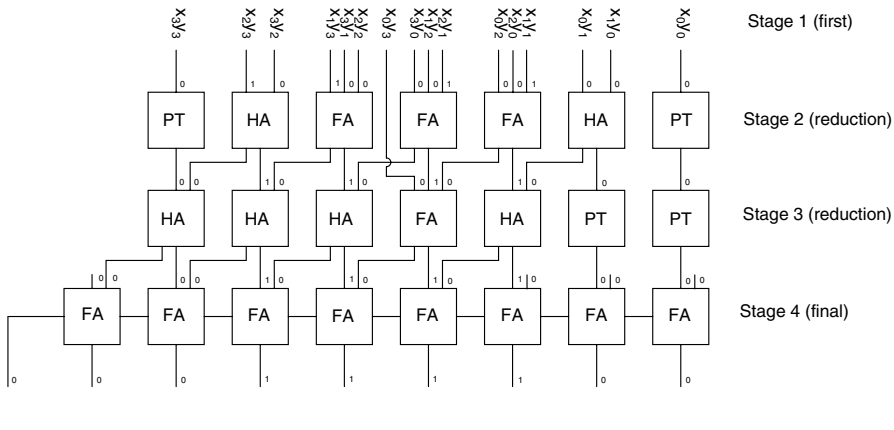 x₃y₃ x₂y₃ x₃y₂ x₁y₃ x₃y₁ x₂y₂ x₀y₃ x₃y₀ x₁y₂ x₂y₁ x₀y₂ x₂y₀ x₁y₁ x₀y₁ x₁y₀ x₀y₀ Stage 1 (first)
0 1 0 1 0 0 0 0 1 0 0 1 0 0 0
PT HA FA FA FA HA PT Stage 2 (reduction)
0 0 1 0 1 0 0 1 0 1 0 0 0
HA HA HA FA HA PT PT Stage 3 (reduction)
0 0 0 0 1 0 1 0 1 0 1 0 0 0 0 0
FA FA FA FA FA FA FA FA Stage 4 (final)
0 0 0 1 1 1 1 0 0